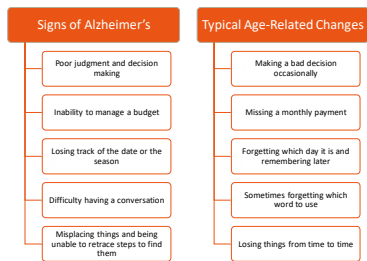 Signs of Alzheimer's
Poor judgment and decision
making
Inability to manage a budget
Losing track of the date or the
season
Difficulty having a conversation
Misplacing things and being
unable to retrace steps to find
them
Typical Age-Related Changes
Making a bad decision
occasionally
Missing a monthly payment
Forgetting which day it is and
remembering later
Sometimes forgetting which
word to use
Losing things from time to time